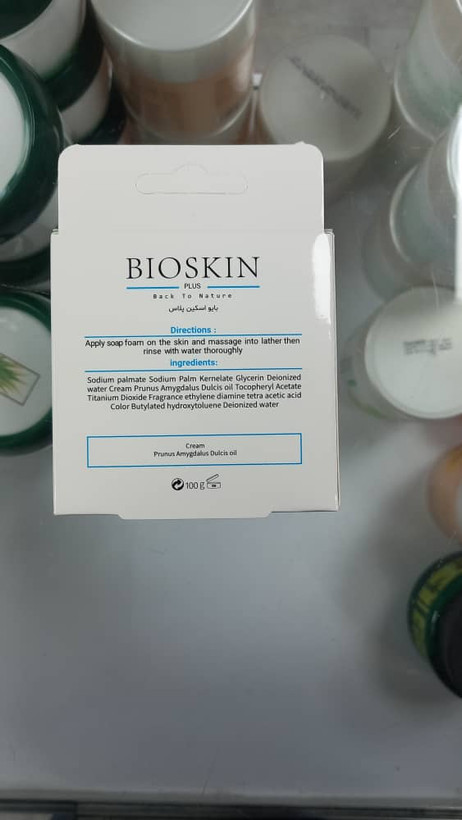 BIOSKIN
PLUS
Back To Nature
بايو اسكين پلاس
Directions :
Apply soap foam on the skin and massage into lather then
rinse with water thoroughly
ingredients:
Sodium palmate Sodium Palm Kernelate Glycerin Deionized
water Cream Prunus Amygdalus Dulcis oil Tocopheryl Acetate
Titanium Dioxide Fragrance ethylene diamine tetra acetic acid
Color Butylated hydroxytoluene Deionized water
Cream
Prunus Amygdalus Dulcis oil
100 g